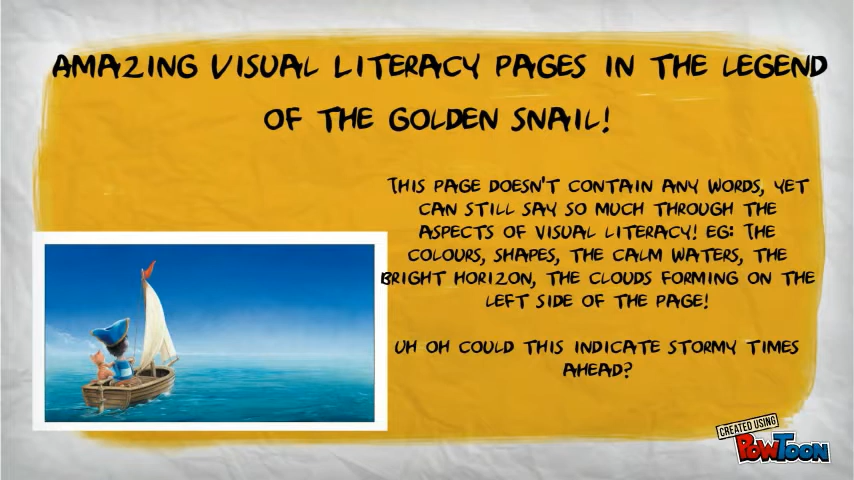 AMAZING VISUAL LITERACY PAGES IN THE LEGEND
OF THE GOLDEN SNAIL!
THIS PAGE DOESN'T CONTAIN ANY WORDS, YET
CAN STILL SAY SO MUCH THROUGH THE
ASPECTS OF VISUAL LITERACY! EG: THE
COLOURS, SHAPES, THE CALM WATERS, THE
BRIGHT HORIZON, THE CLOUDS FORMING ON THE
LEFT SIDE OF THE PAGE!
UH OH COULD THIS INDICATE STORMY TIMES
AHEAD?
CREATED USING
POWTOON